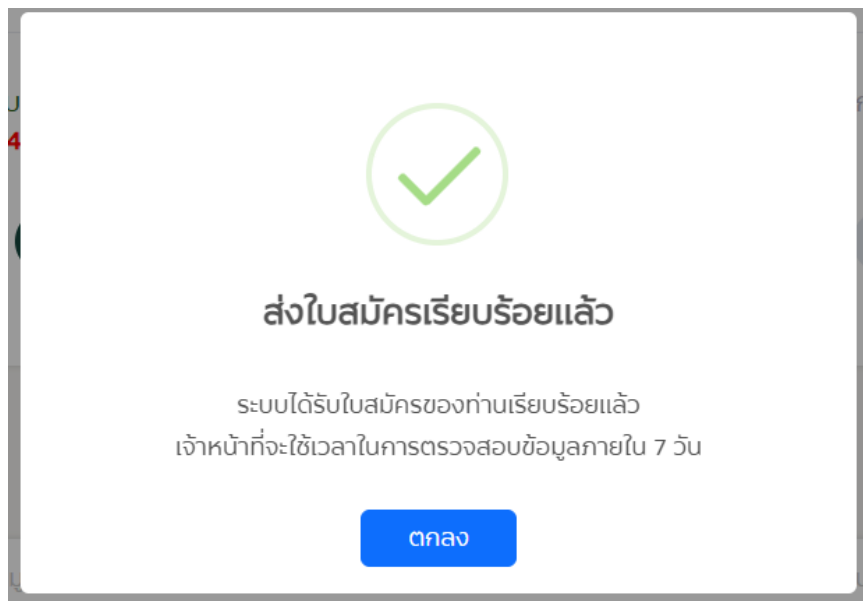 ส่งใบสมัครเรียบร้อยแล้ว
ระบบได้รับใบสมัครของท่านเรียบร้อยแล้ว
เจ้าหน้าที่จะใช้เวลาในการตรวจสอบข้อมูลภายใน 7 วัน
ตกลง